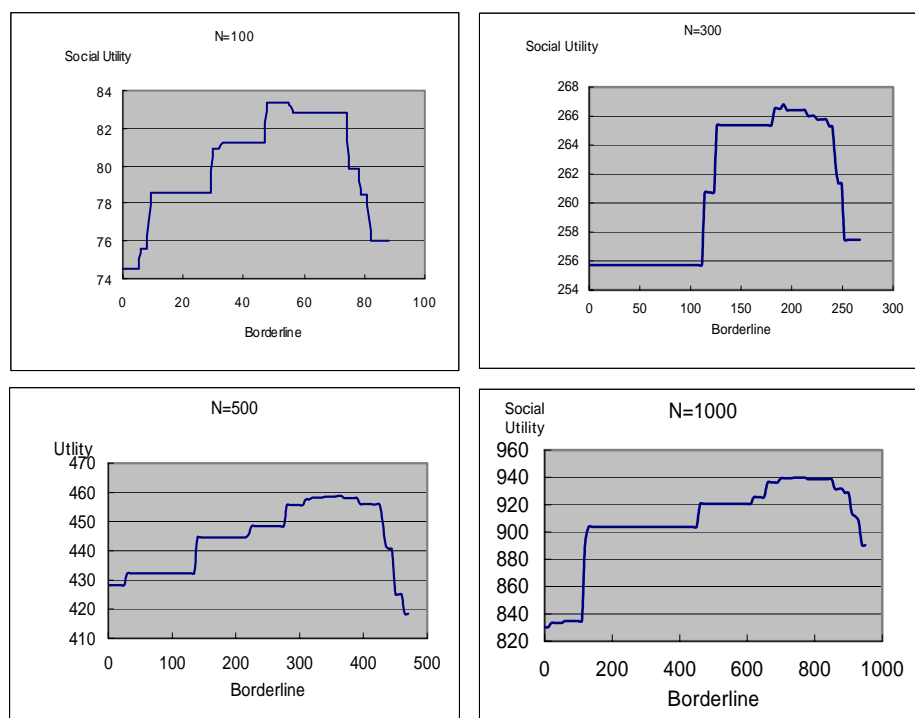 N=100
Social Utility
84
82
80
78
76
74
0 20 40 60 80 100
Borderline
N=300
Social Utility
268
266
264
262
260
258
256
254
0 50 100 150 200 250 300
Borderline
N=500
Utlity
470
460
450
440
430
420
410
0 100 200 300 400 500
Borderline
N=1000
Social
Utility
960
940
920
900
880
860
840
820
0 200 400 600 800 1000
Borderline